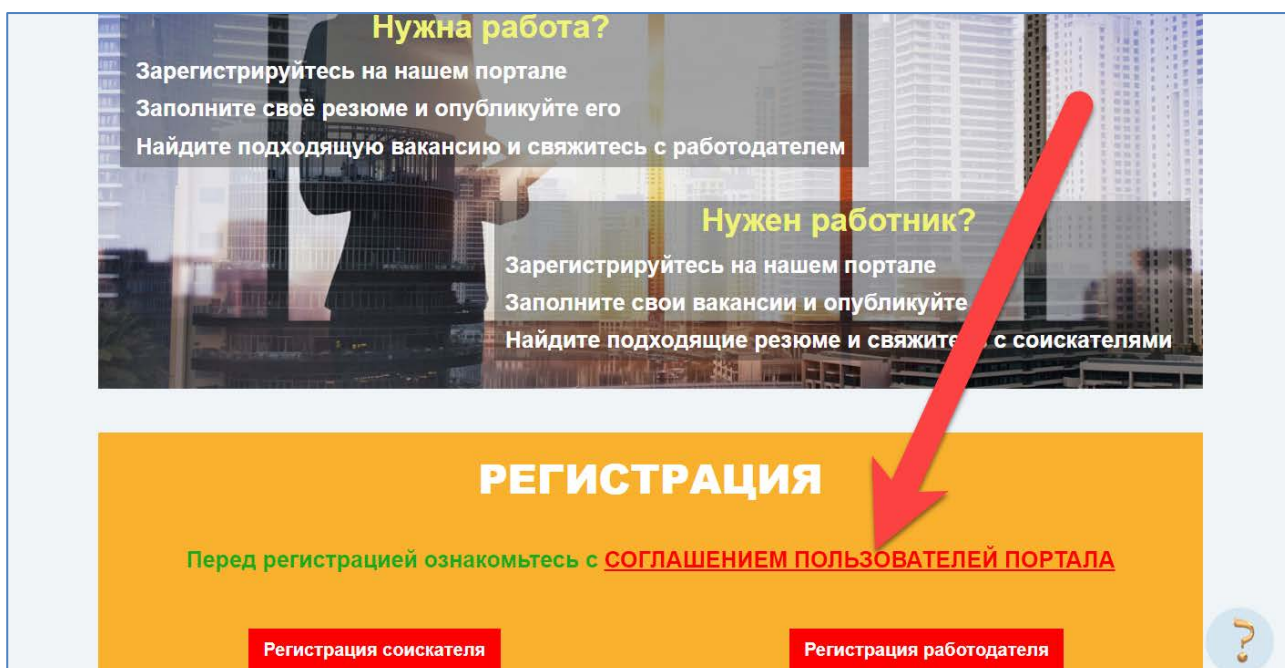 Нужна работа?
Зарегистрируйтесь на нашем портале
Заполните своё резюме и опубликуйте его
Найдите подходящую вакансию и свяжитесь с работодателем
Нужен работник?
Зарегистрируйтесь на нашем портале
Заполните свои вакансии и опубликуйте
Найдите подходящие резюме и свяжитесь с соискателями
РЕГИСТРАЦИЯ
Перед регистрацией ознакомьтесь с СОГЛАШЕНИЕМ ПОЛЬЗОВАТЕЛЕЙ ПОРТАЛА
Регистрация соискателя
Регистрация работодателя
?